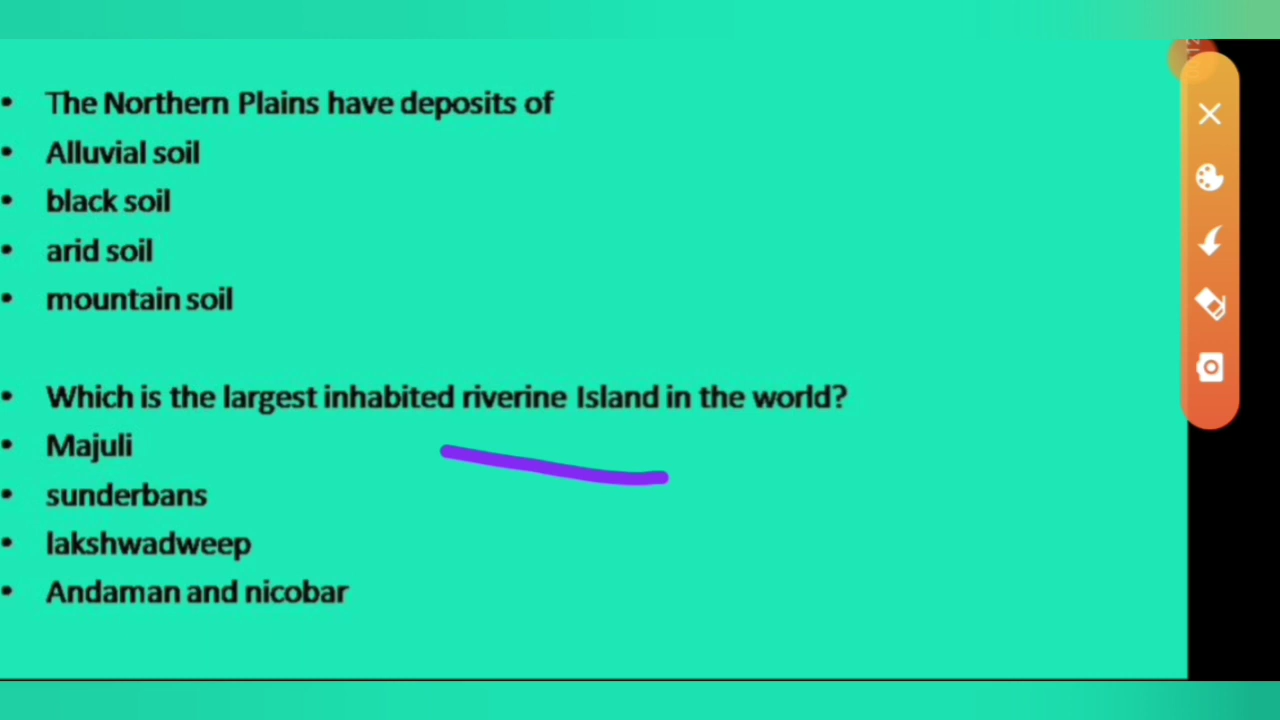 • The Northern Plains have deposits of
• Alluvial soil
• black soil
• arid soil
• mountain soil
• Which is the largest inhabited riverine Island in the world?
• Majuli
• sunderbans
• lakshwadweep
• Andaman and nicobar